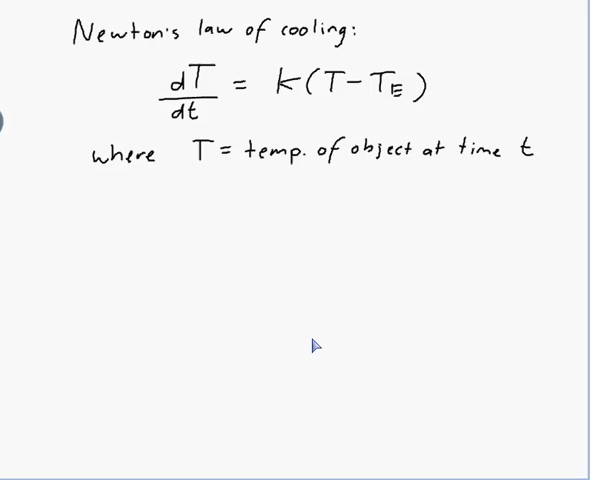 Newton's law of cooling:
dT/dt = k(T-T_E)
where T = temp. of object at time t